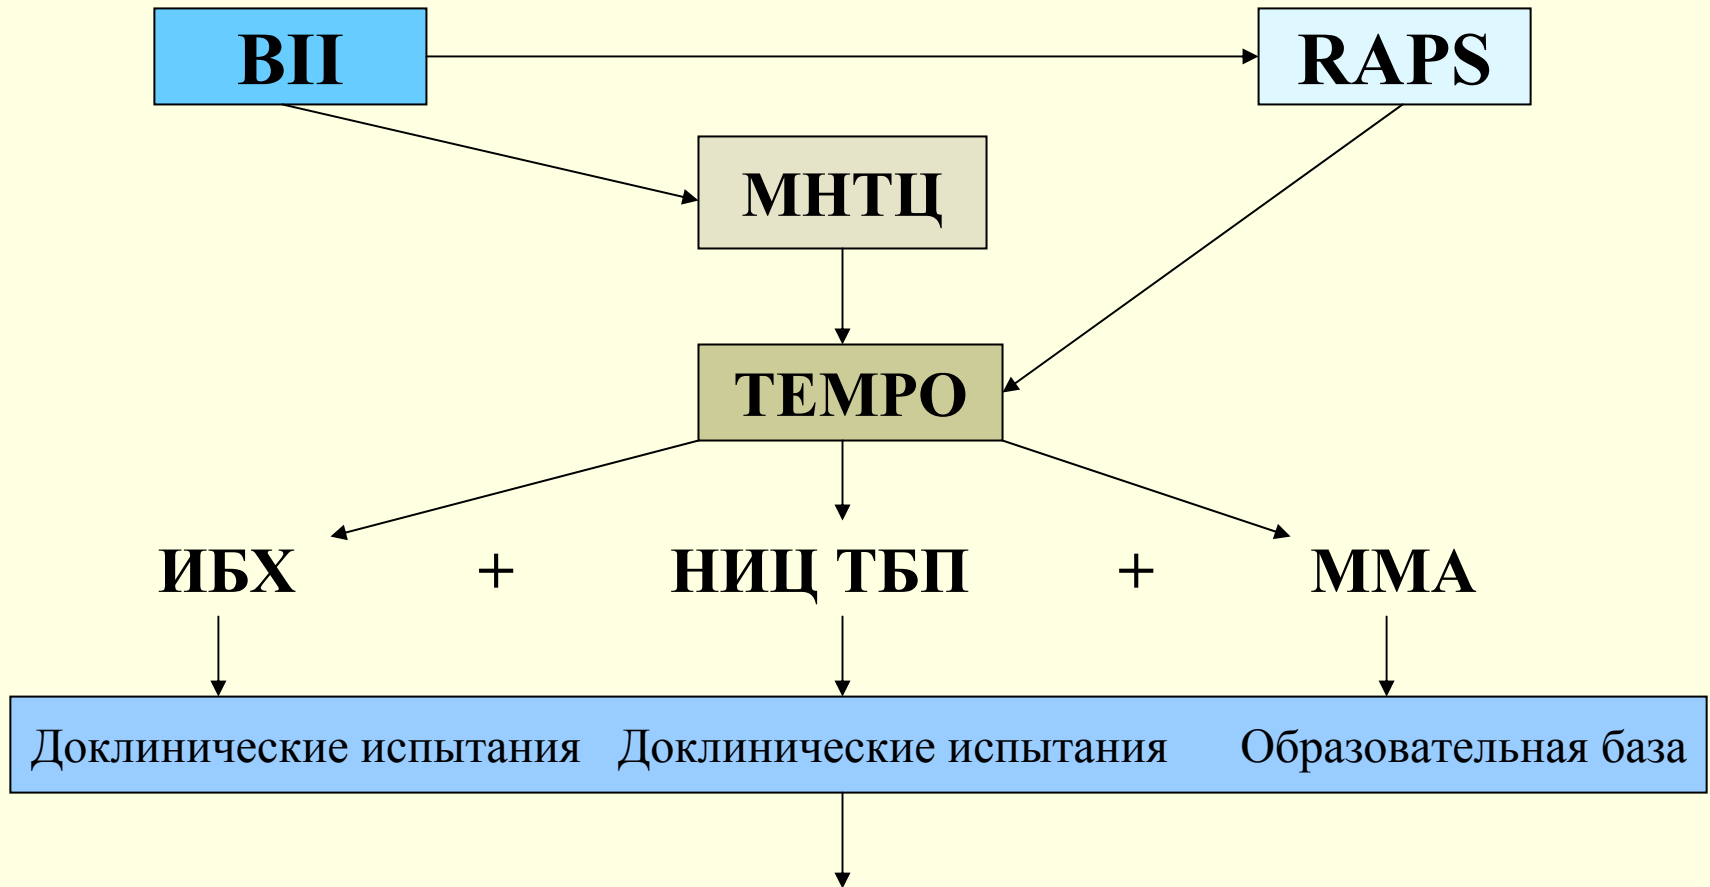 BII
RAPS
МНТЦ
TEMPO
ИБХ + НИЦ ТБП + ММА
Доклинические испытания Доклинические испытания Образовательная база